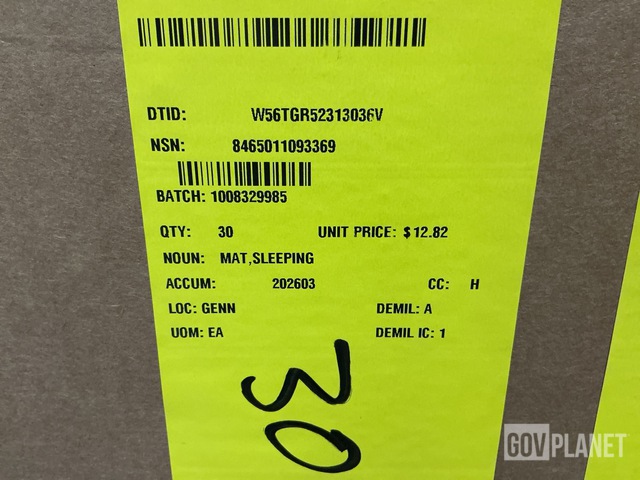 DTID: W56TGR52313036V
NSN: 8465011093369
BATCH: 1008329985
QTY: 30 UNIT PRICE: $12.82
NOUN: MAT,SLEEPING
ACCUM: 202603 CC: H
LOC: GENN DEMIL: A
UOM: EA DEMIL IC: 1
30
GOVPLANET